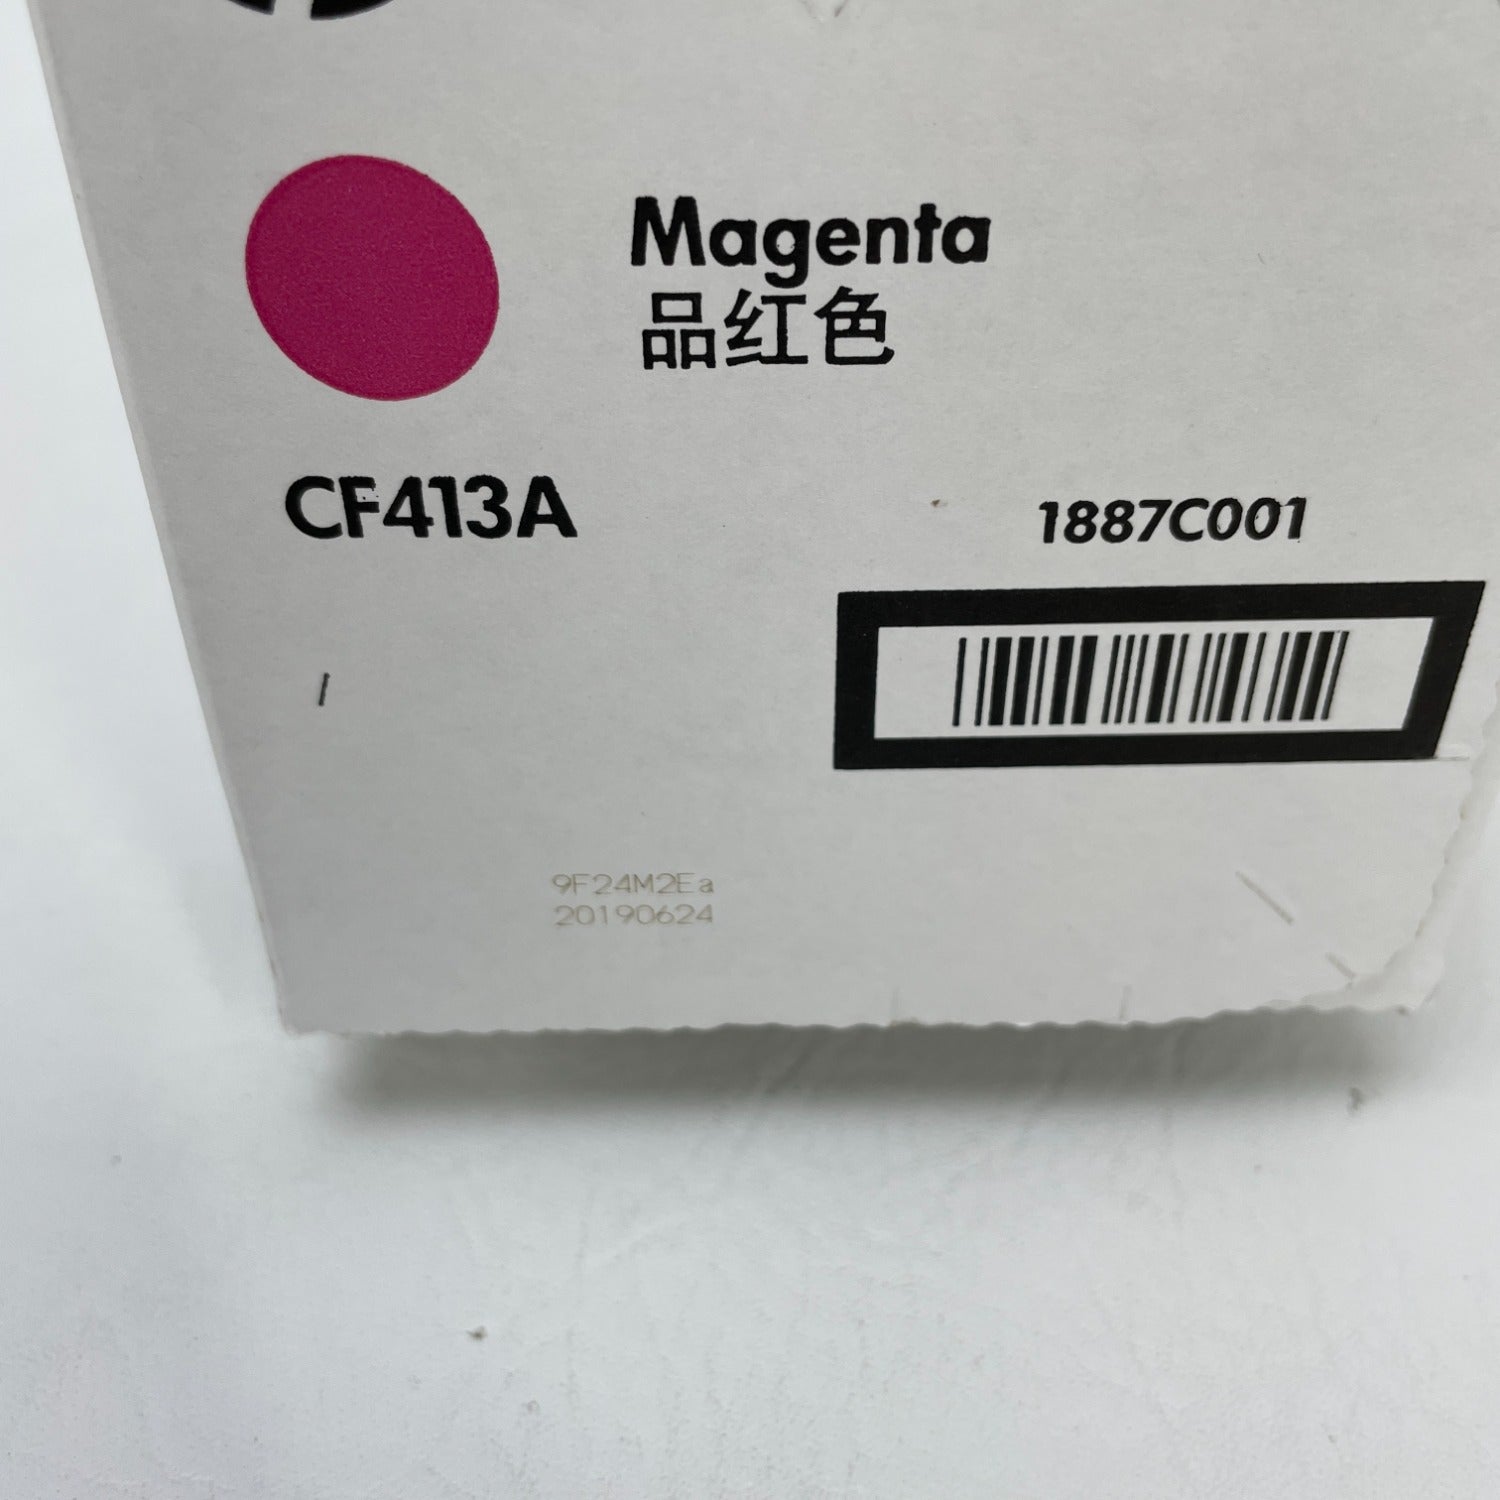 Magenta
品红色
CF413A
1887C001
9F24M2Ea
20190624